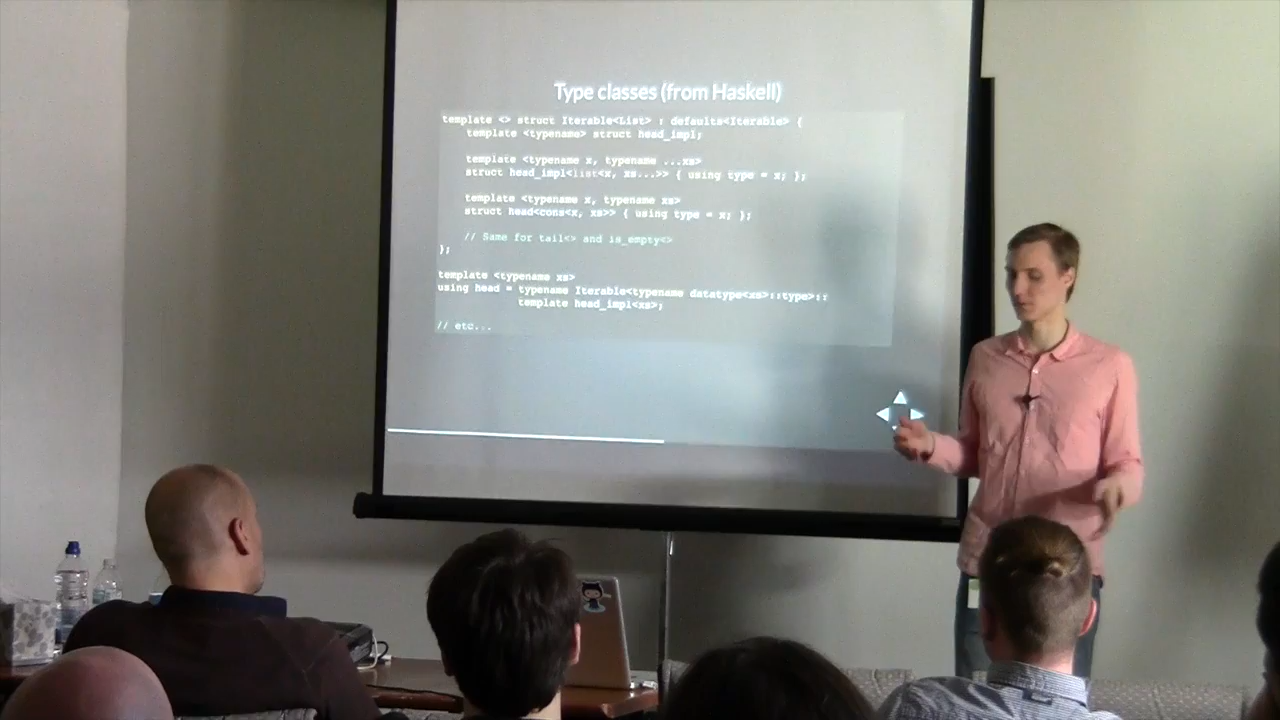 Type classes (from Haskell)
template <> struct Iterable<List> : defaults<Iterable> {
template <typename> struct head_impl;
template <typename x, typename ...xs>
struct head_impl<list<x, xs...>> { using type = x; };
template <typename x, typename xs>
struct head<cons<x, xs>> { using type = x; };
// Same for tail<> and is_empty<>
};
template <typename xs>
using head = typename Iterable<typename datatype<xs>::type>::
template head_impl<xs>;
// etc...